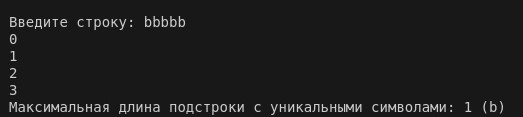 Введите строку: bbbbb
0
1
2
3
Максимальная длина подстроки с уникальными символами: 1 (b)